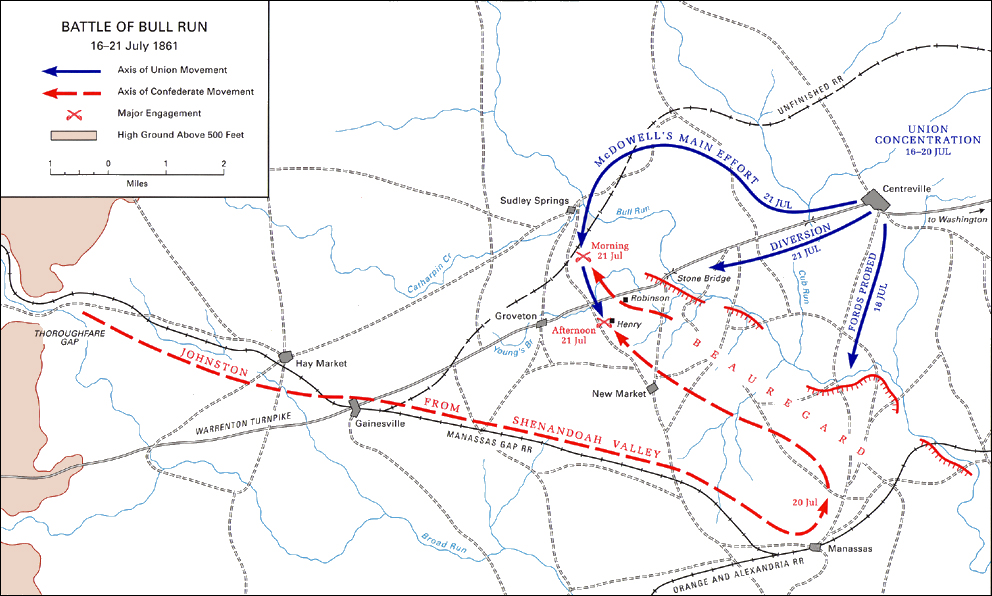 BATTLE OF BULL RUN
16–21 July 1861
Axis of Union Movement
Axis of Confederate Movement
Major Engagement
High Ground Above 500 Feet
1 0 1 2
Miles
UNFINISHED RR
UNION
CONCENTRATION
16–20 JUL
McDOWELL'S MAIN EFFORT
21 JUL
Centreville
to Washington
Sudley Springs
Bull Run
DIVERSION
21 JUL
Morning
21 Jul
Catharpin Cr
Stone Bridge
Cub Run
FORDS PROBED
18 JUL
Robinson
Groveton
Henry
Afternoon
21 Jul
Young's Br
THOROUGHFARE
GAP
Hay Market
JOHNSTON
BEAUREGARD
New Market
FROM
SHENANDOAH VALLEY
WARRENTON TURNPIKE
Gainesville
MANASSAS GAP RR
20 Jul
Broad Run
Manassas
ORANGE AND ALEXANDRIA RR